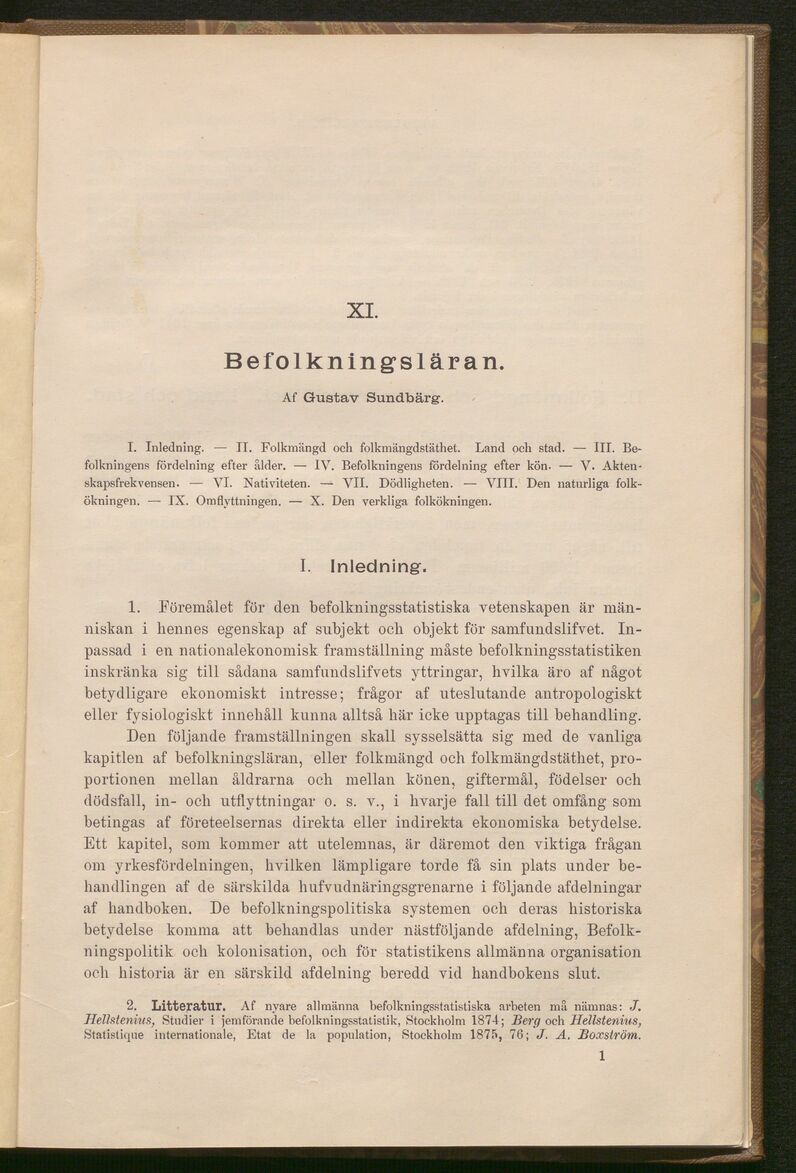 XI.
Befolkningsläran.
Af Gustav Sundbärg.
I. Inledning. — II. Folkmängd och folkmängdstäthet. Land och stad. — III. Be-
folkningens fördelning efter ålder. — IV. Befolkningens fördelning efter kön. — V. Äkten-
skapsfrekvensen. — VI. Nativiteten. — VII. Dödligheten. — VIII. Den naturliga folk-
ökningen. — IX. Omflyttningen. — X. Den verkliga folkökningen.
I. Inledning.
1. Föremålet för den befolkningsstatistiska vetenskapen är män-
niskan i hennes egenskap af subjekt och objekt för samfundslifvet. In-
passad i en nationalekonomisk framställning måste befolkningsstatistiken
inskränka sig till sådana samfundslifvets yttringar, hvilka äro af något
betydligare ekonomiskt intresse; frågor af uteslutande antropologiskt
eller fysiologiskt innehåll kunna alltså här icke upptagas till behandling.
Den följande framställningen skall sysselsätta sig med de vanliga
kapitlen af befolkningsläran, eller folkmängd och folkmängdstäthet, pro-
portionen mellan åldrarna och mellan könen, giftermål, födelser och
dödsfall, in- och utflyttningar o. s. v., i hvarje fall till det omfång som
betingas af företeelsernas direkta eller indirekta ekonomiska betydelse.
Ett kapitel, som kommer att utelemnas, är däremot den viktiga frågan
om yrkesfördelningen, hvilken lämpligare torde få sin plats under be-
handlingen af de särskilda hufvudnäringsgrenarne i följande afdelningar
af handboken. De befolkningspolitiska systemen och deras historiska
betydelse komma att behandlas under nästföljande afdelning, Befolk-
ningspolitik och kolonisation, och för statistikens allmänna organisation
och historia är en särskild afdelning beredd vid handbokens slut.
2. Litteratur. Af nyare allmänna befolkningsstatistiska arbeten må nämnas: J.
Hellstenius, Studier i jemförande befolkningsstatistik, Stockholm 1874; Berg och Hellstenius,
Statistique internationale, Etat de la population, Stockholm 1875, 76; J. A. Boxström.
1